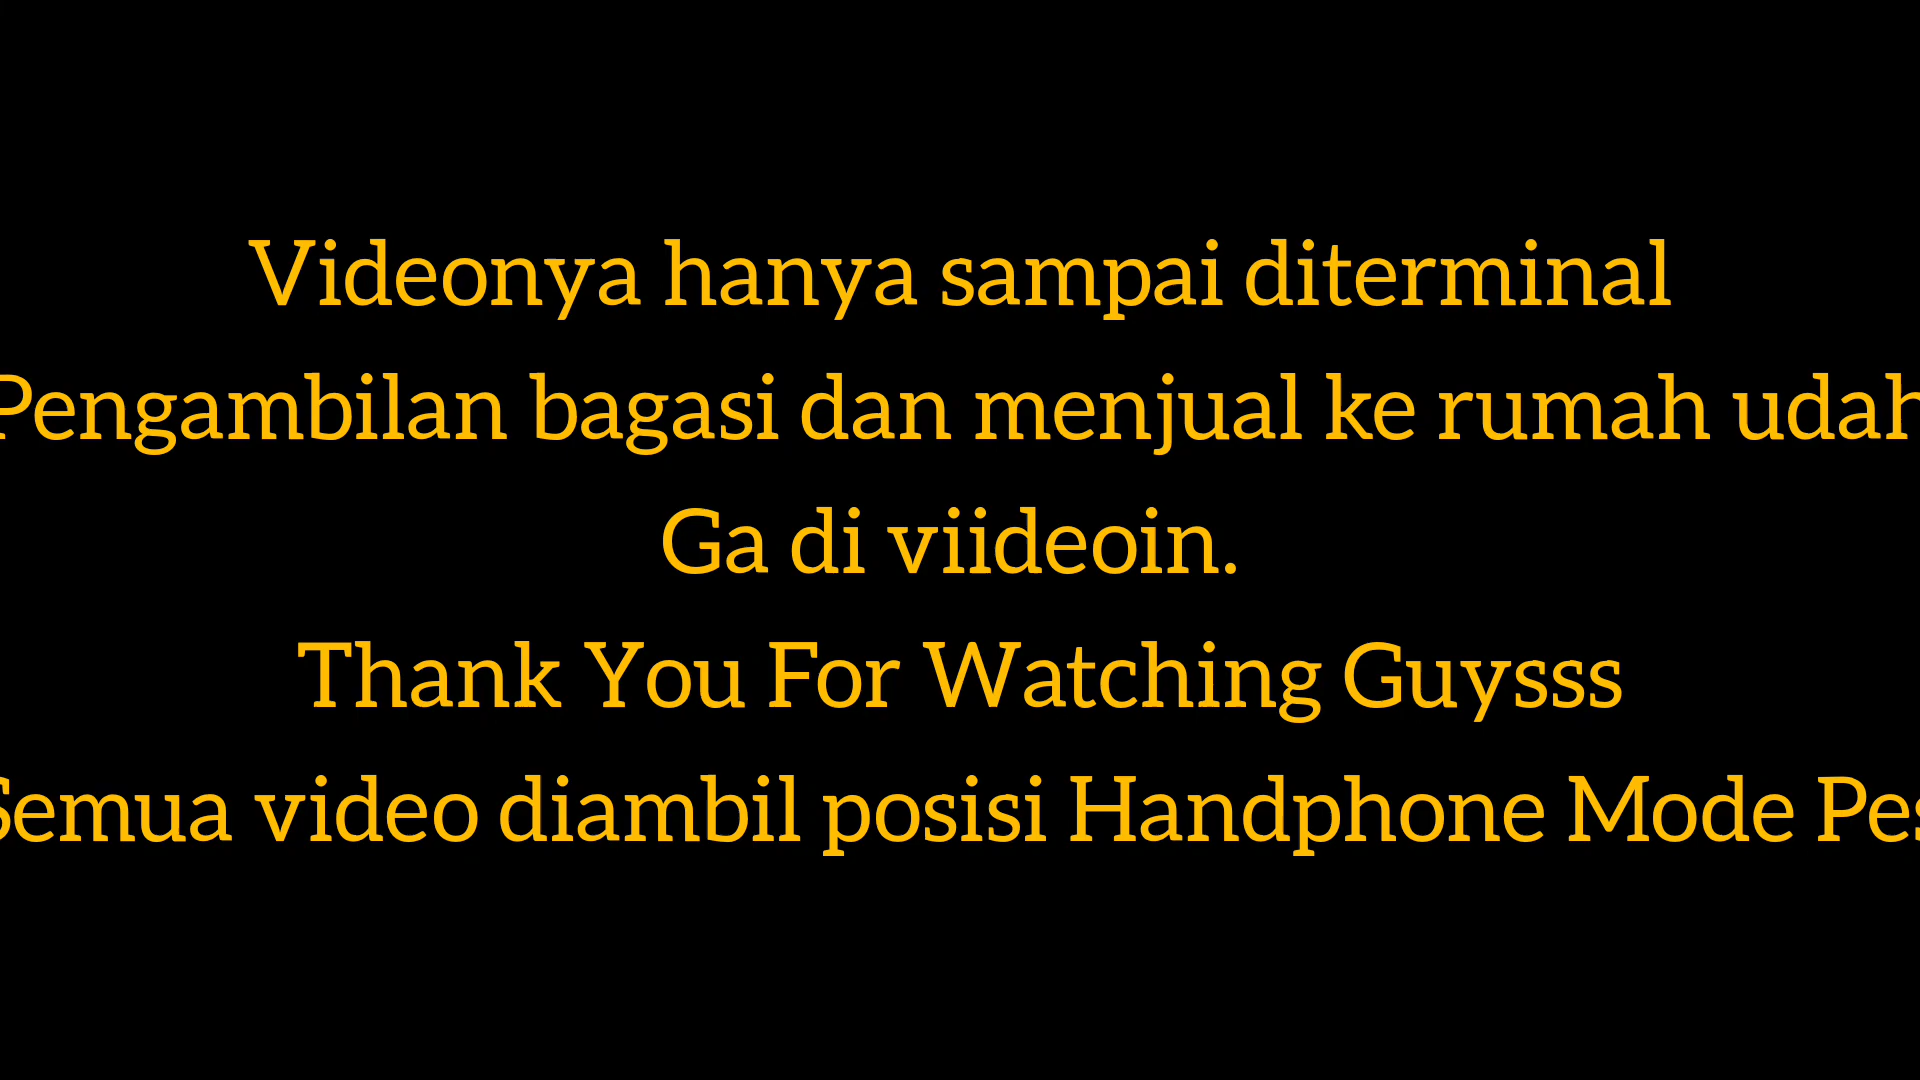 Videonya hanya sampai diterminal
Pengambilan bagasi dan menjual ke rumah udah
Ga di viideoin.
Thank You For Watching Guysss
Semua video diambil posisi Handphone Mode